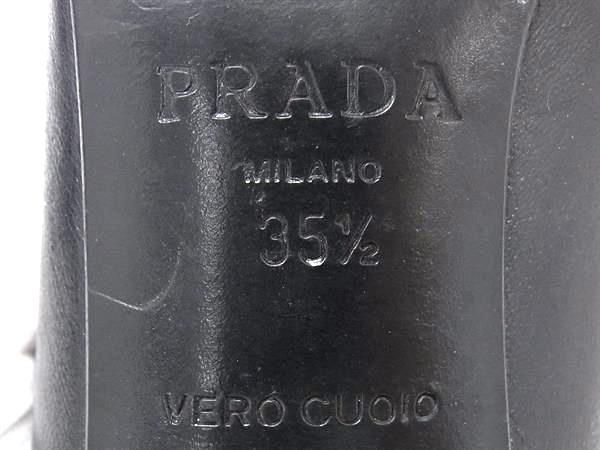 PRADA
MILANO
35½
VERO CUOIO